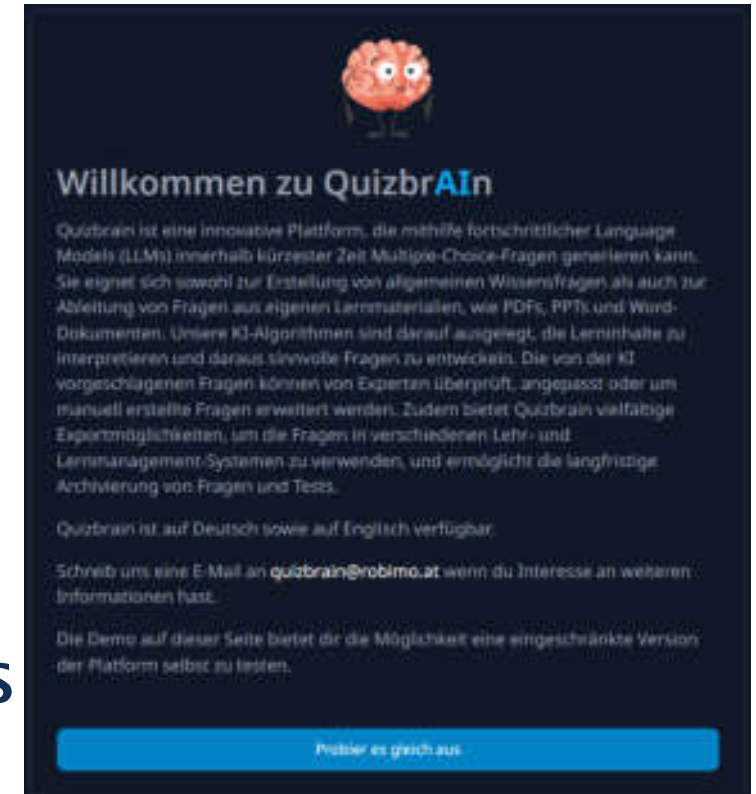 Willkommen zu QuizbrAIn
Quizbrain ist eine innovative Plattform, die mithilfe fortschrittlicher Language
Models (LLMs) innerhalb kürzester Zeit Multiple-Choice-Fragen generieren kann.
Sie eignet sich sowohl zur Erstellung von allgemeinen Wissensfragen als auch zur
Ableitung von Fragen aus eigenen Lernmaterialien, wie PDFs, PPTs und Word-
Dokumenten. Unsere KI-Algorithmen sind darauf ausgelegt, die Lerninhalte zu
interpretieren und daraus sinnvolle Fragen zu entwickeln. Die von der KI
vorgeschlagenen Fragen können von Experten überprüft, angepasst oder um
manuell erstellte Fragen erweitert werden. Zudem bietet Quizbrain vielfältige
Exportmöglichkeiten, um die Fragen in verschiedenen Lehr- und
Lernmanagement-Systemen zu verwenden, und ermöglicht die langfristige
Archivierung von Fragen und Tests.
Quizbrain ist auf Deutsch sowie auf Englisch verfügbar.
Schreib uns eine E-Mail an quizbrain@robimo.at wenn du Interesse an weiteren
Informationen hast.
Die Demo auf dieser Seite bietet dir die Möglichkeit eine eingeschränkte Version
der Plattform selbst zu testen.
s
Probier es gleich aus